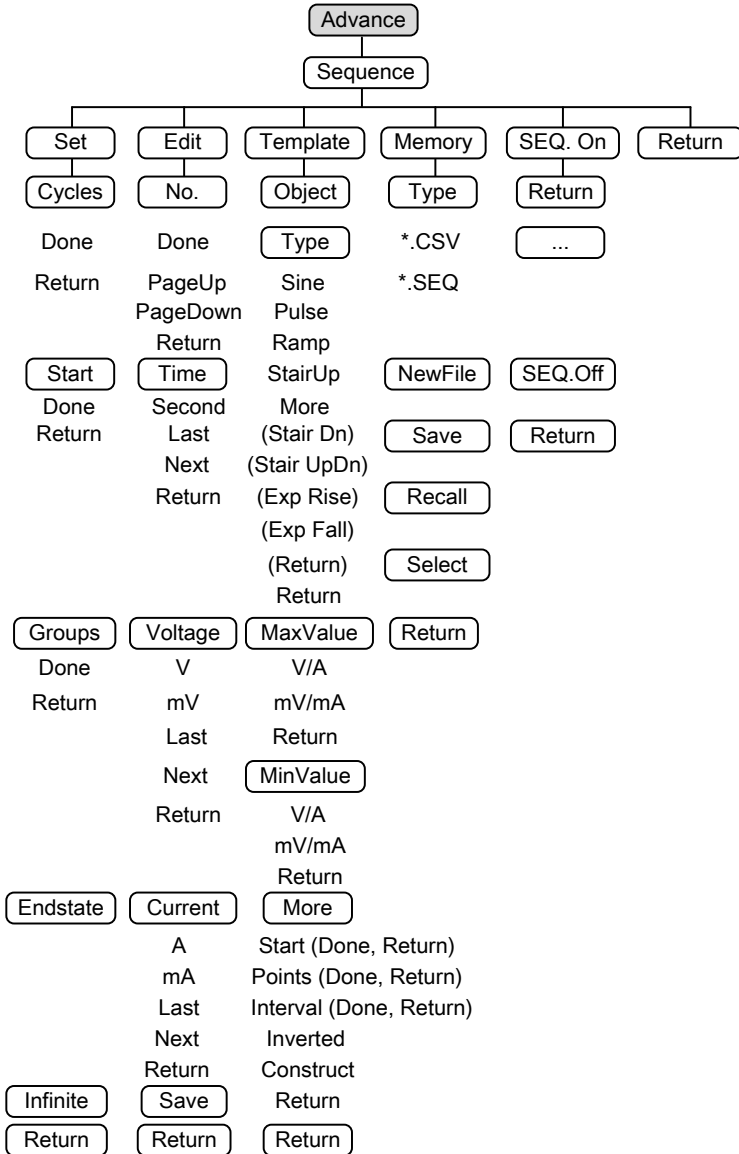 Advance
Sequence
Set Edit Template Memory SEQ. On Return
Cycles No. Object Type Return
Done Done Type *.CSV ...
Return PageUp Sine *.SEQ
PageDown Pulse
Return Ramp
Start Time StairUp NewFile SEQ.Off
Done Second More
Return Last (Stair Dn) Save Return
Next (Stair UpDn)
Return (Exp Rise) Recall
(Exp Fall)
(Return) Select
Return
Groups Voltage MaxValue Return
Done V V/A
Return mV mV/mA
Last Return
Next MinValue
Return V/A
mV/mA
Return
Endstate Current More
A Start (Done, Return)
mA Points (Done, Return)
Last Interval (Done, Return)
Next Inverted
Return Construct
Infinite Save Return
Return Return Return